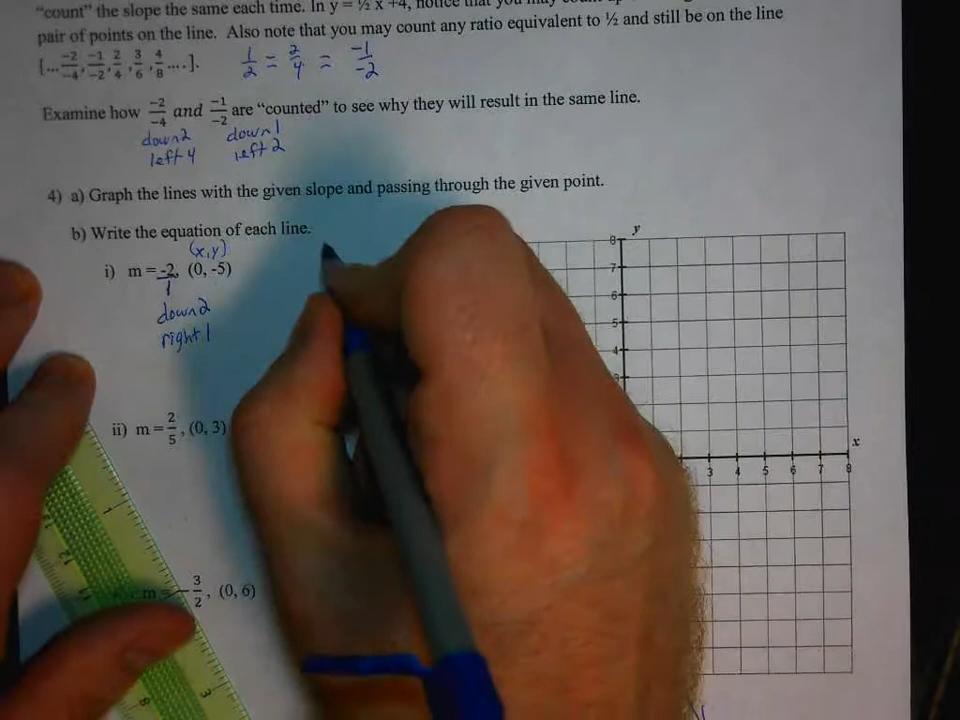 "count" the slope the same each time. In y = ½ x +4, notice that you may count
pair of points on the line. Also note that you may count any ratio equivalent to ½ and still be on the line
{... -2/-4, -1/-2, 2/4, 3/6, 4/8 ....}. 1/2 = 2/4 = -1/-2
Examine how -2/-4 and -1/-2 are "counted" to see why they will result in the same line.
down 2 down 1
left 4 left 2
4) a) Graph the lines with the given slope and passing through the given point.
b) Write the equation of each line.
(x,y)
i) m = -2, (0, -5)
1
down 2
right 1
ii) m = 2/5, (0, 3)
m = -3/2, (0, 6)
y
8
7
6
5
4
3
x
3 4 5 6 7 8
1
3